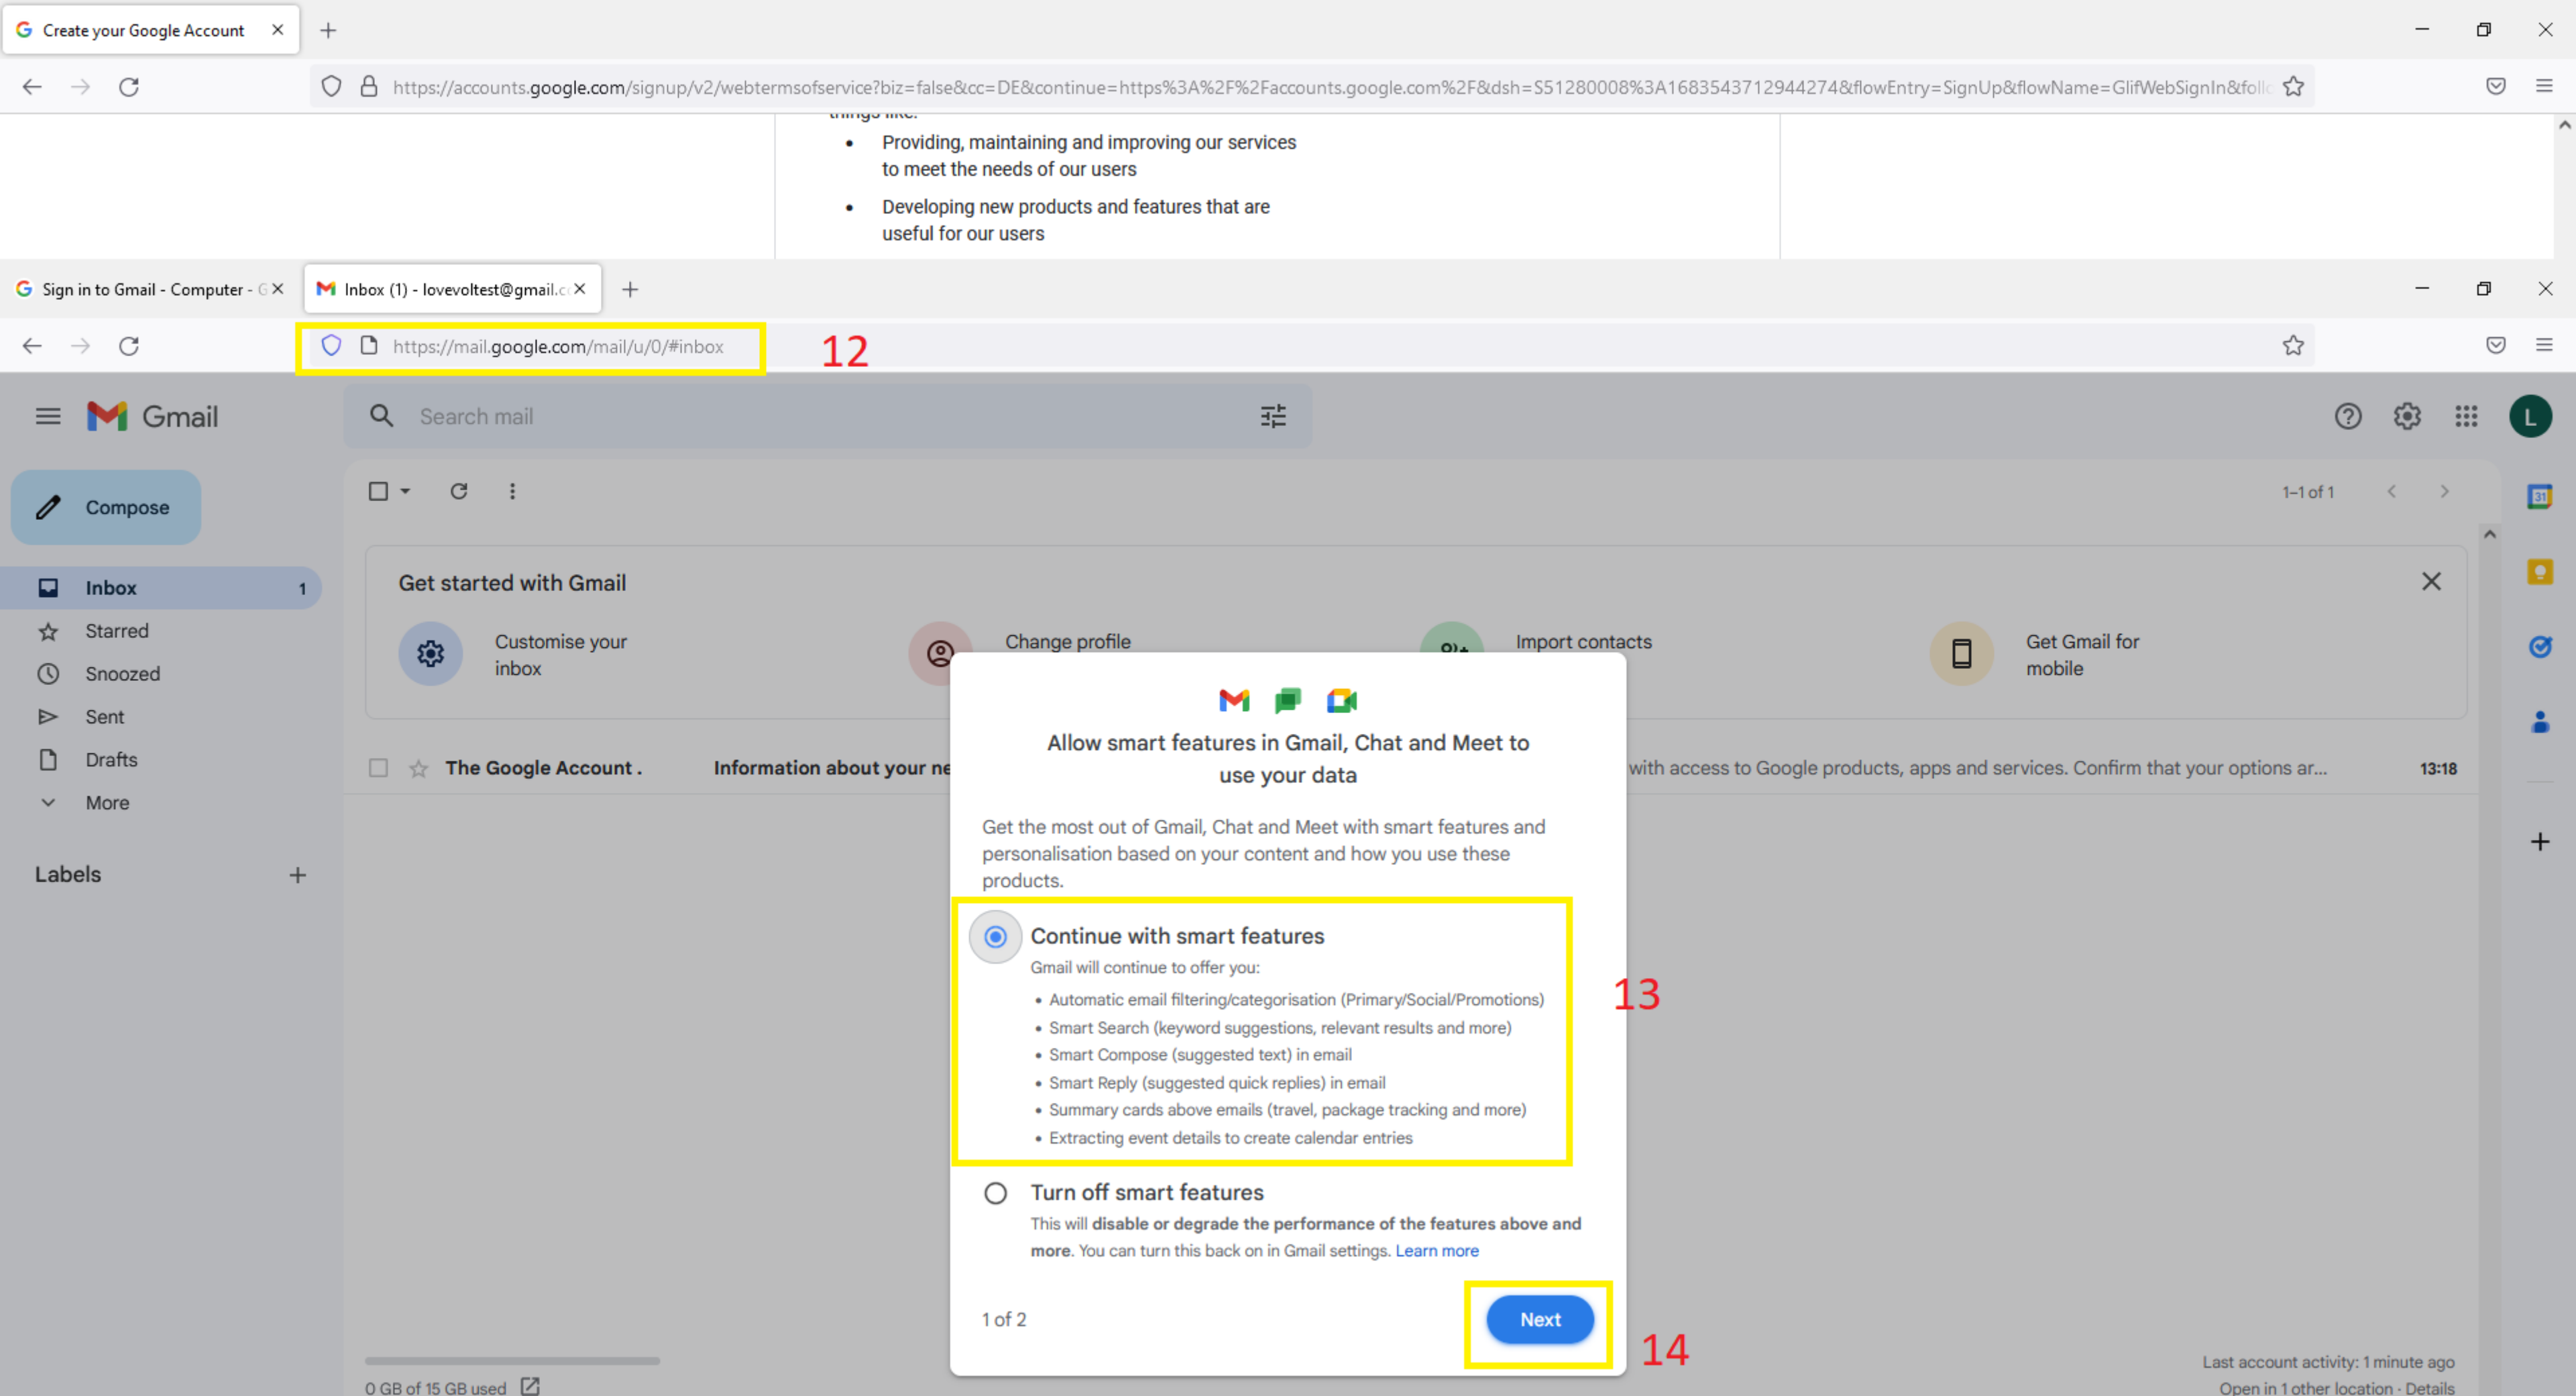 Create your Google Account
https://accounts.google.com/signup/v2/webtermsofservice?biz=false&cc=DE&continue=https%3A%2F%2Faccounts.google.com%2F&dsh=S51280008%3A1683543712944274&flowEntry=SignUp&flowName=GlifWebSignIn&follo
things like:
• Providing, maintaining and improving our services
to meet the needs of our users
• Developing new products and features that are
useful for our users
Sign in to Gmail - Computer - G
Inbox (1) - lovevoltest@gmail.co
https://mail.google.com/mail/u/0/#inbox
12
Gmail
Search mail
L
Compose
1–1 of 1
31
Get started with Gmail
Inbox 1
Starred
Snoozed
Sent
Drafts
More
Labels
Customise your
inbox
Change profile
Import contacts
Get Gmail for
mobile
The Google Account . Information about your ne
with access to Google products, apps and services. Confirm that your options ar... 13:18
Allow smart features in Gmail, Chat and Meet to
use your data
Get the most out of Gmail, Chat and Meet with smart features and
personalisation based on your content and how you use these
products.
Continue with smart features
Gmail will continue to offer you:
• Automatic email filtering/categorisation (Primary/Social/Promotions)
• Smart Search (keyword suggestions, relevant results and more)
• Smart Compose (suggested text) in email
• Smart Reply (suggested quick replies) in email
• Summary cards above emails (travel, package tracking and more)
• Extracting event details to create calendar entries
13
Turn off smart features
This will disable or degrade the performance of the features above and
more. You can turn this back on in Gmail settings. Learn more
1 of 2
Next
14
0 GB of 15 GB used
Last account activity: 1 minute ago
Open in 1 other location · Details